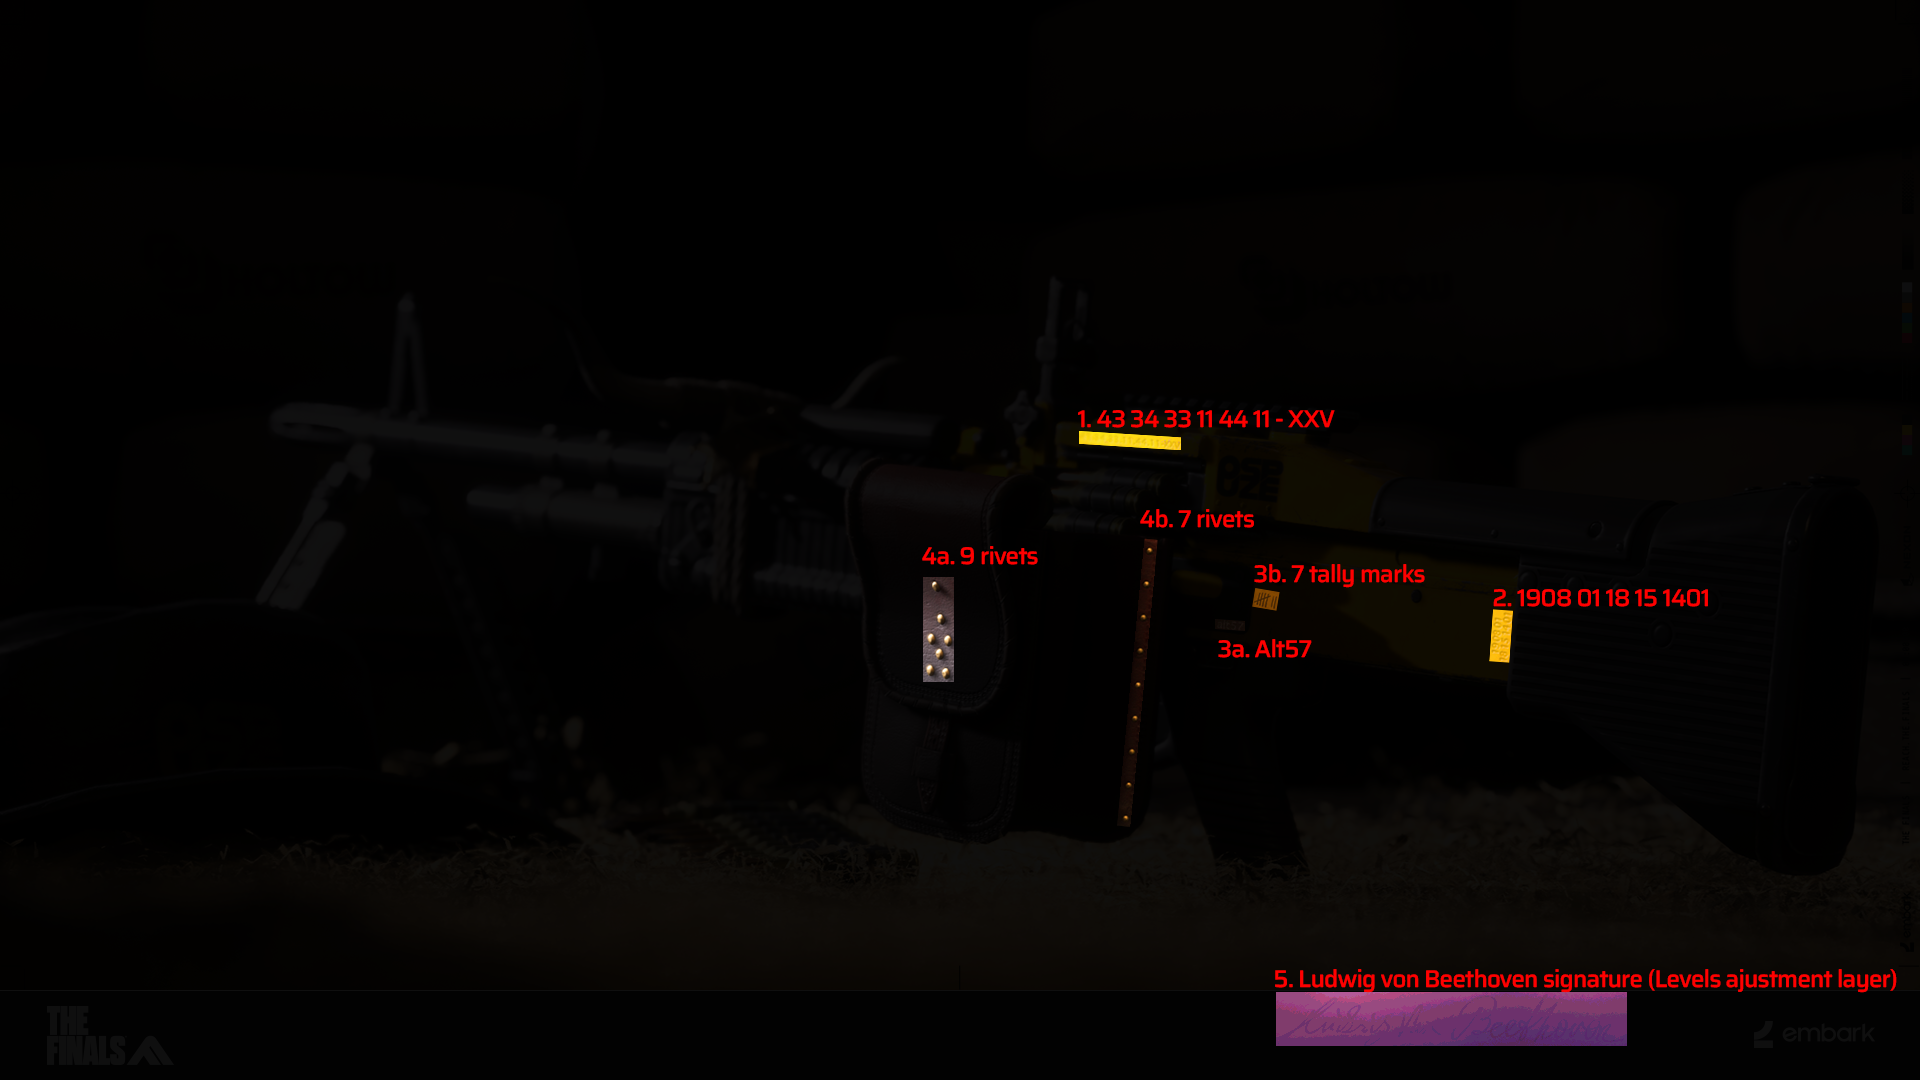 1. 43 34 33 11 44 11 - XXV
BZE
4b. 7 rivets
4a. 9 rivets
3b. 7 tally marks
2. 1908 01 18 15 1401
3a. Alt57
5. Ludwig von Beethoven signature (Levels ajustment layer)
THE
FINALS
embark